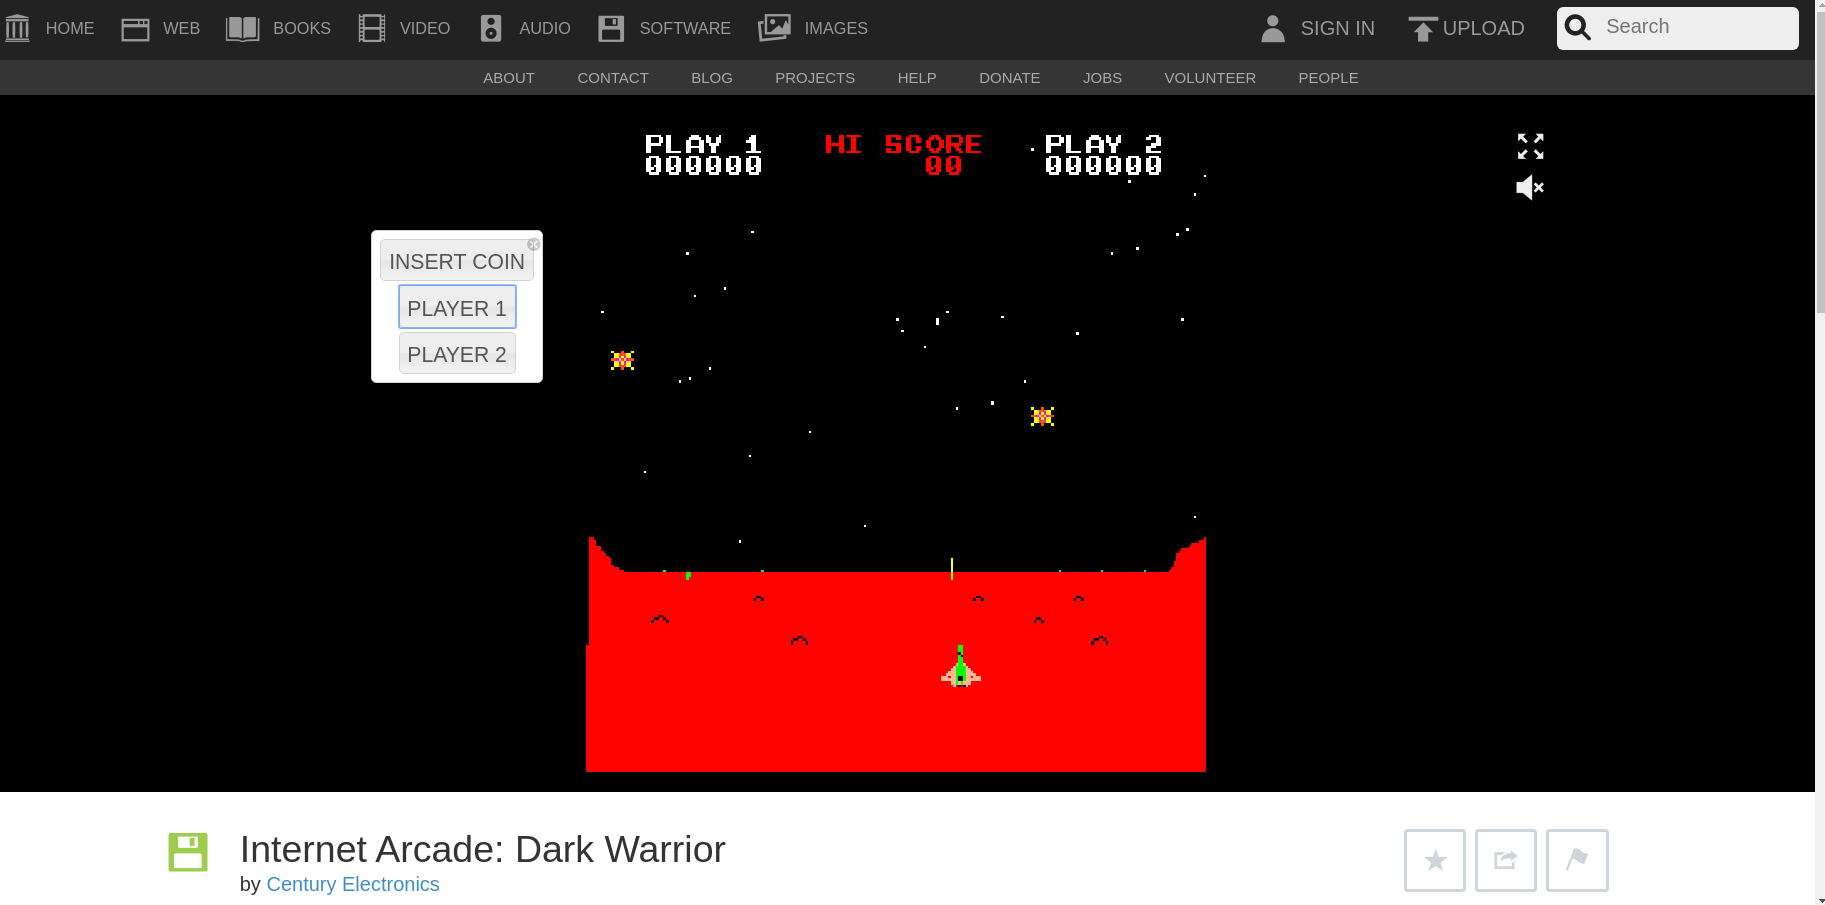 HOME WEB BOOKS VIDEO AUDIO SOFTWARE IMAGES SIGN IN UPLOAD Search
ABOUT CONTACT BLOG PROJECTS HELP DONATE JOBS VOLUNTEER PEOPLE
PLAY 1 HI SCORE PLAY 2
000000 00 000000
INSERT COIN
PLAYER 1
PLAYER 2
Internet Arcade: Dark Warrior
by Century Electronics